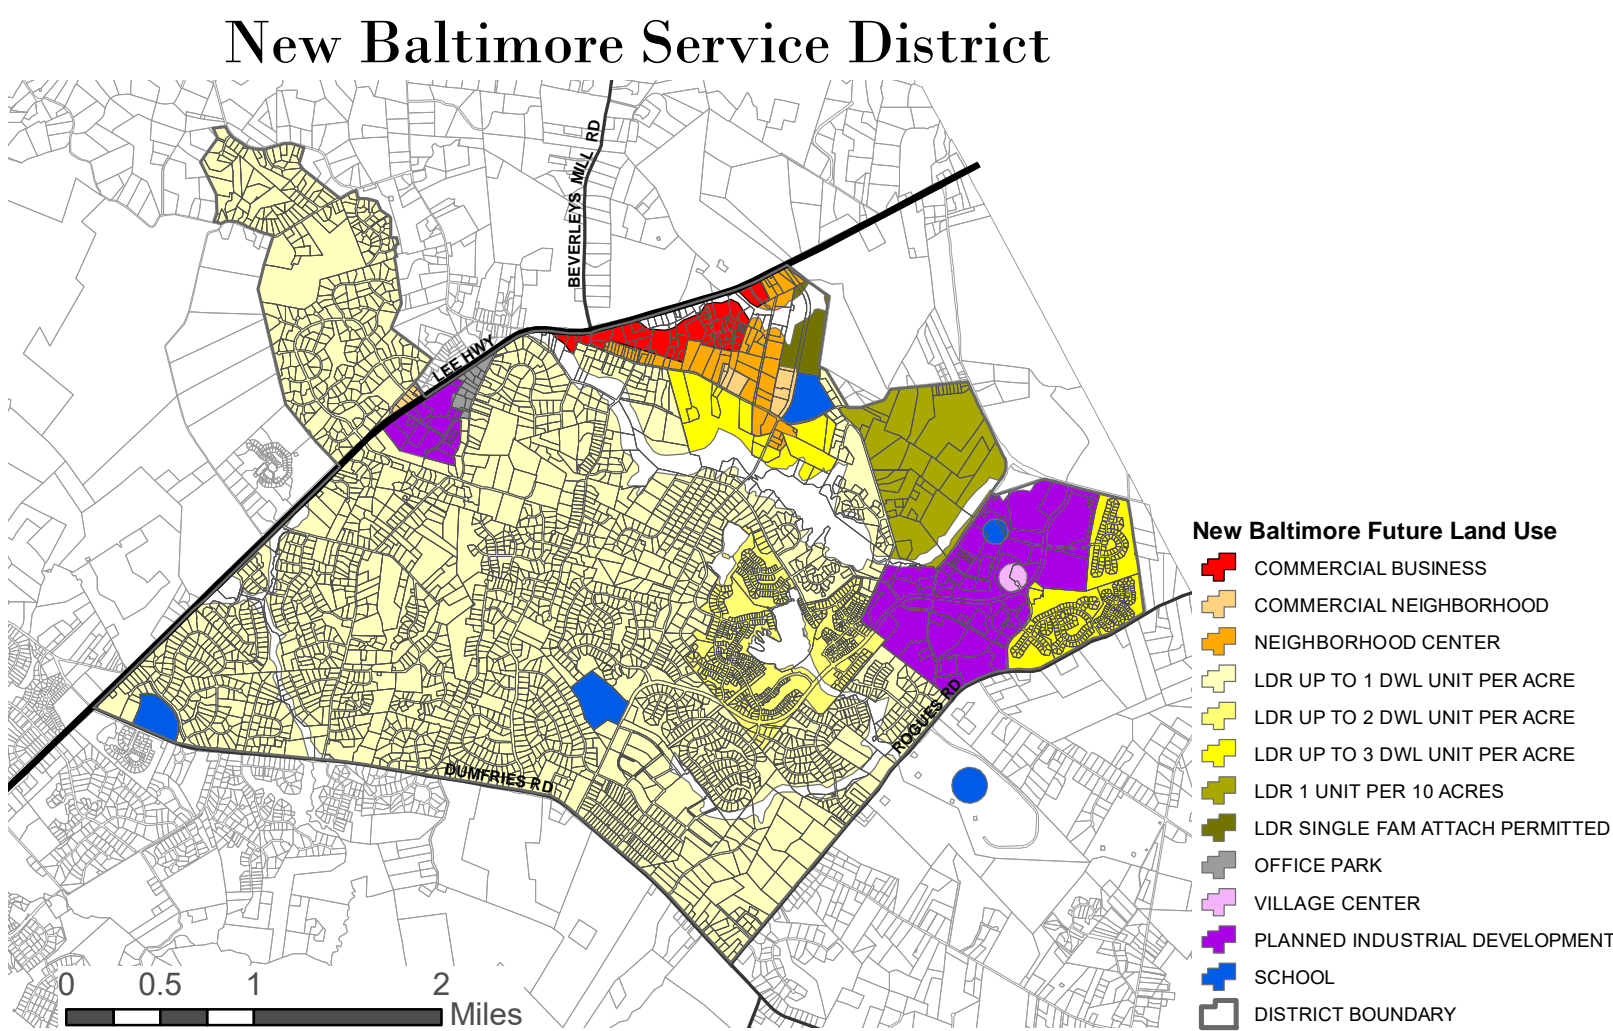 New Baltimore Service District
BEVERLEYS MILL RD
LEE HWY
ROGUES RD
DUMFRIES RD
New Baltimore Future Land Use
COMMERCIAL BUSINESS
COMMERCIAL NEIGHBORHOOD
NEIGHBORHOOD CENTER
LDR UP TO 1 DWL UNIT PER ACRE
LDR UP TO 2 DWL UNIT PER ACRE
LDR UP TO 3 DWL UNIT PER ACRE
LDR 1 UNIT PER 10 ACRES
LDR SINGLE FAM ATTACH PERMITTED
OFFICE PARK
VILLAGE CENTER
PLANNED INDUSTRIAL DEVELOPMENT
SCHOOL
DISTRICT BOUNDARY
0 0.5 1 2
Miles